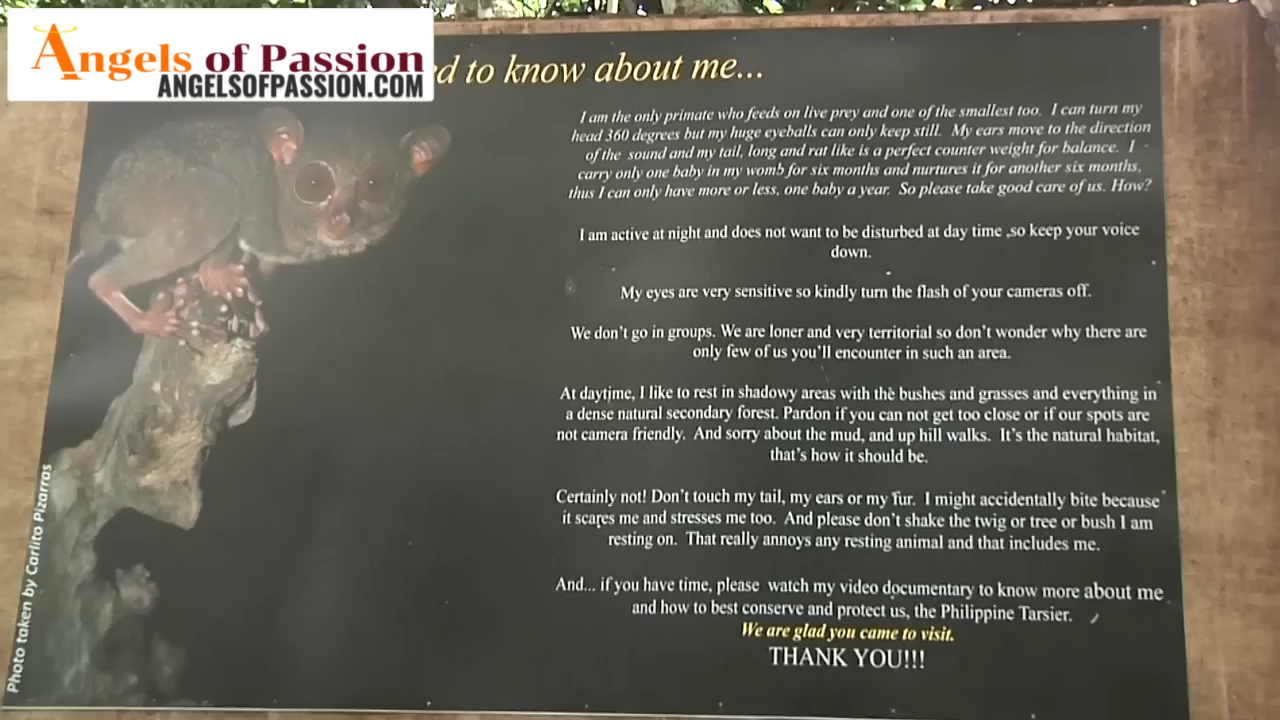 Angels of Passion
ANGELSOFPASSION.COM
to know about me...
I am the only primate who feeds on live prey and one of the smallest too. I can turn my
head 360 degrees but my huge eyeballs can only keep still. My ears move to the direction
of the sound and my tail, long and rat like is a perfect counter weight for balance. I
carry only one baby in my womb for six months and nurtures it for another six months,
thus I can only have more or less, one baby a year. So please take good care of us. How?
I am active at night and does not want to be disturbed at day time ,so keep your voice
down.
My eyes are very sensitive so kindly turn the flash of your cameras off.
We don't go in groups. We are loner and very territorial so don't wonder why there are
only few of us you'll encounter in such an area.
At daytime, I like to rest in shadowy areas with the bushes and grasses and everything in
a dense natural secondary forest. Pardon if you can not get too close or if our spots are
not camera friendly. And sorry about the mud, and up hill walks. It's the natural habitat,
that's how it should be.
Certainly not! Don't touch my tail, my ears or my fur. I might accidentally bite because
it scares me and stresses me too. And please don't shake the twig or tree or bush I am
resting on. That really annoys any resting animal and that includes me.
And... if you have time, please watch my video documentary to know more about me
and how to best conserve and protect us, the Philippine Tarsier.
We are glad you came to visit.
THANK YOU!!!
Photo taken by Carlito Pizarras